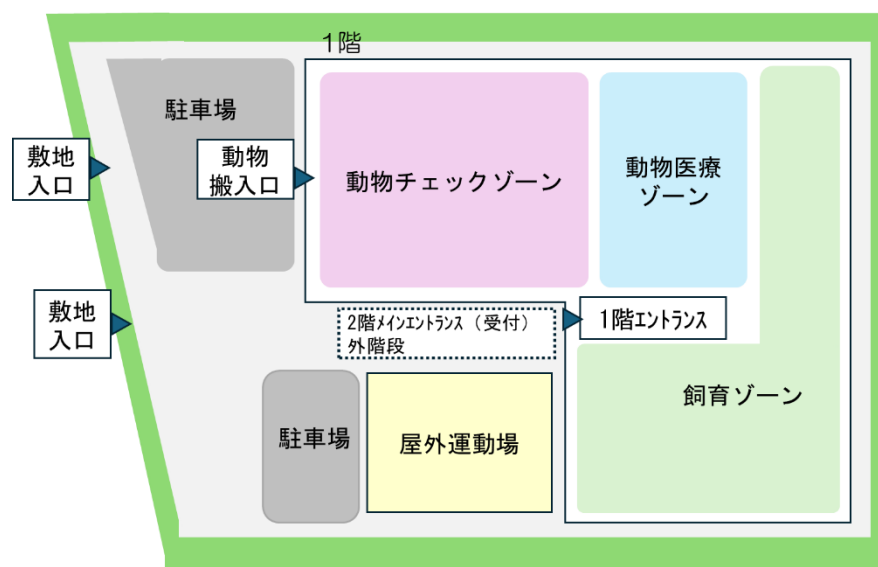 1階
駐車場
敷地
入口
動物
搬入口
動物チェックゾーン
動物医療
ゾーン
敷地
入口
2階ﾒｲﾝｴﾝﾄﾗﾝｽ（受付）
外階段
1階ｴﾝﾄﾗﾝｽ
飼育ゾーン
駐車場
屋外運動場